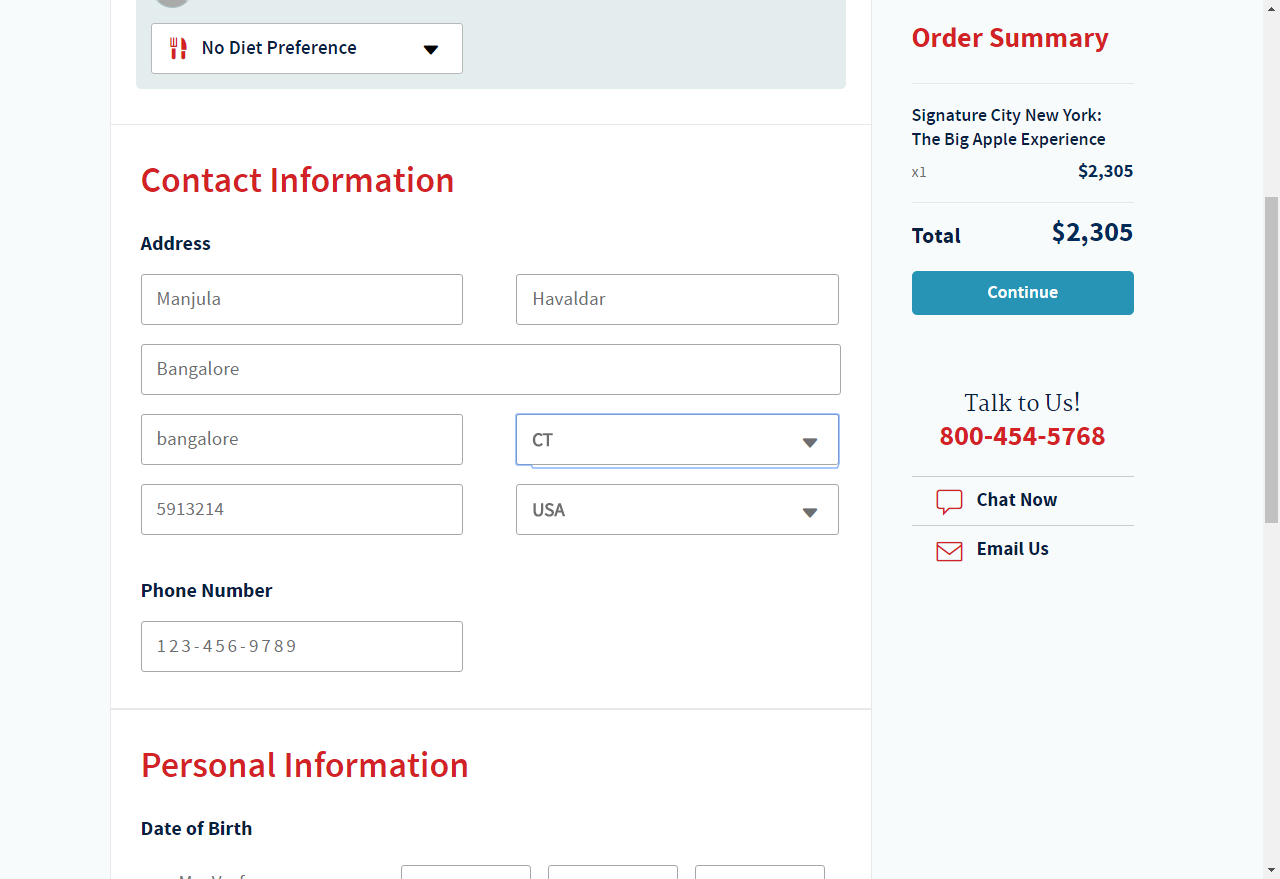 No Diet Preference
Contact Information
Address
Manjula
Havaldar
Bangalore
bangalore
CT
5913214
USA
Phone Number
123-456-9789
Personal Information
Date of Birth
Order Summary
Signature City New York:
The Big Apple Experience
x1 $2,305
Total $2,305
Continue
Talk to Us!
800-454-5768
Chat Now
Email Us